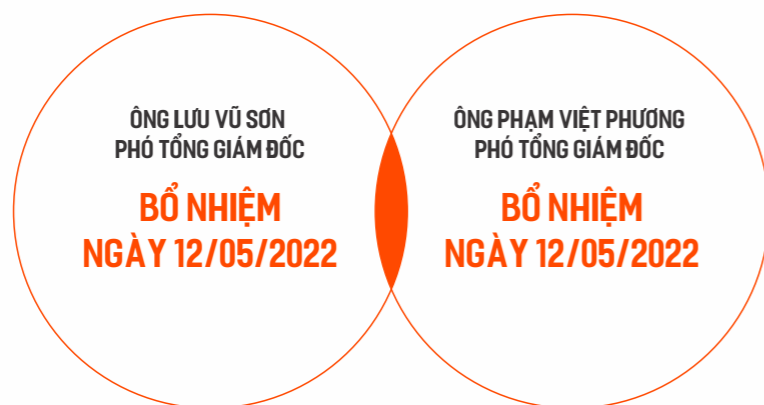 ÔNG LƯU VŨ SƠN
PHÓ TỔNG GIÁM ĐỐC
BỔ NHIỆM
NGÀY 12/05/2022
ÔNG PHẠM VIỆT PHƯƠNG
PHÓ TỔNG GIÁM ĐỐC
BỔ NHIỆM
NGÀY 12/05/2022